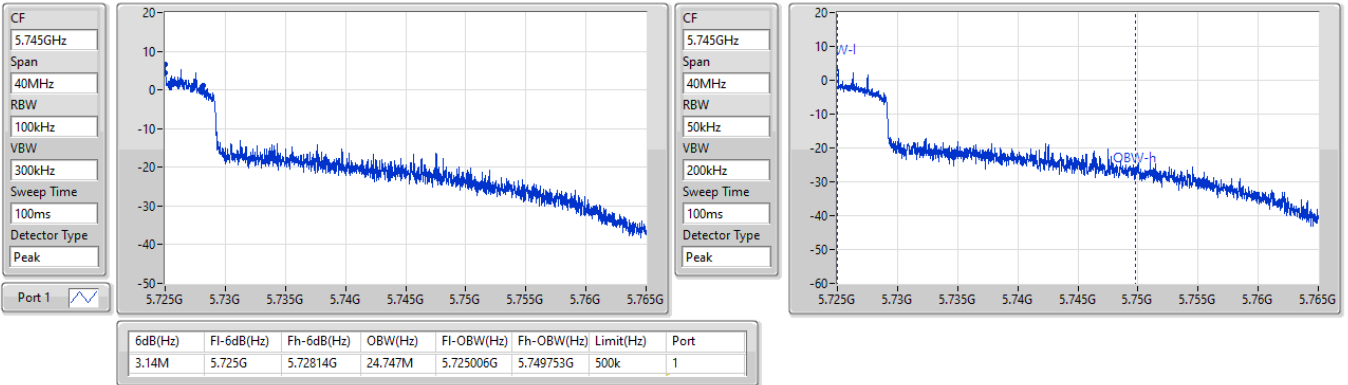 CF
5.745GHz
Span
40MHz
RBW
100kHz
VBW
300kHz
Sweep Time
100ms
Detector Type
Peak
Port 1
20-
10-
0-
-10-
-20-
-30-
-40-
-50-
5.725G 5.73G 5.735G 5.74G 5.745G 5.75G 5.755G 5.76G 5.765G
CF
5.745GHz
Span
40MHz
RBW
50kHz
VBW
200kHz
Sweep Time
100ms
Detector Type
Peak
20-
10-
0-
-10-
-20-
-30-
-40-
-50-
-60-
W-l
OBW-h
5.725G 5.73G 5.735G 5.74G 5.745G 5.75G 5.755G 5.76G 5.765G
6dB(Hz) Fl-6dB(Hz) Fh-6dB(Hz) OBW(Hz) Fl-OBW(Hz) Fh-OBW(Hz) Limit(Hz) Port
3.14M 5.725G 5.72814G 24.747M 5.725006G 5.749753G 500k 1